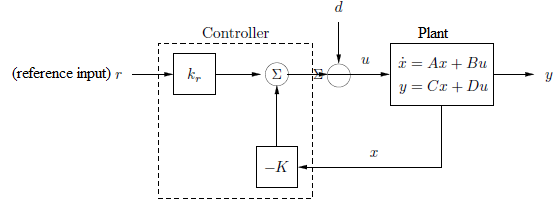 d
Controller
Plant
(reference input) r
k_r
Σ
Σ
u
ẋ = Ax + Bu
y = Cx + Du
y
−K
x